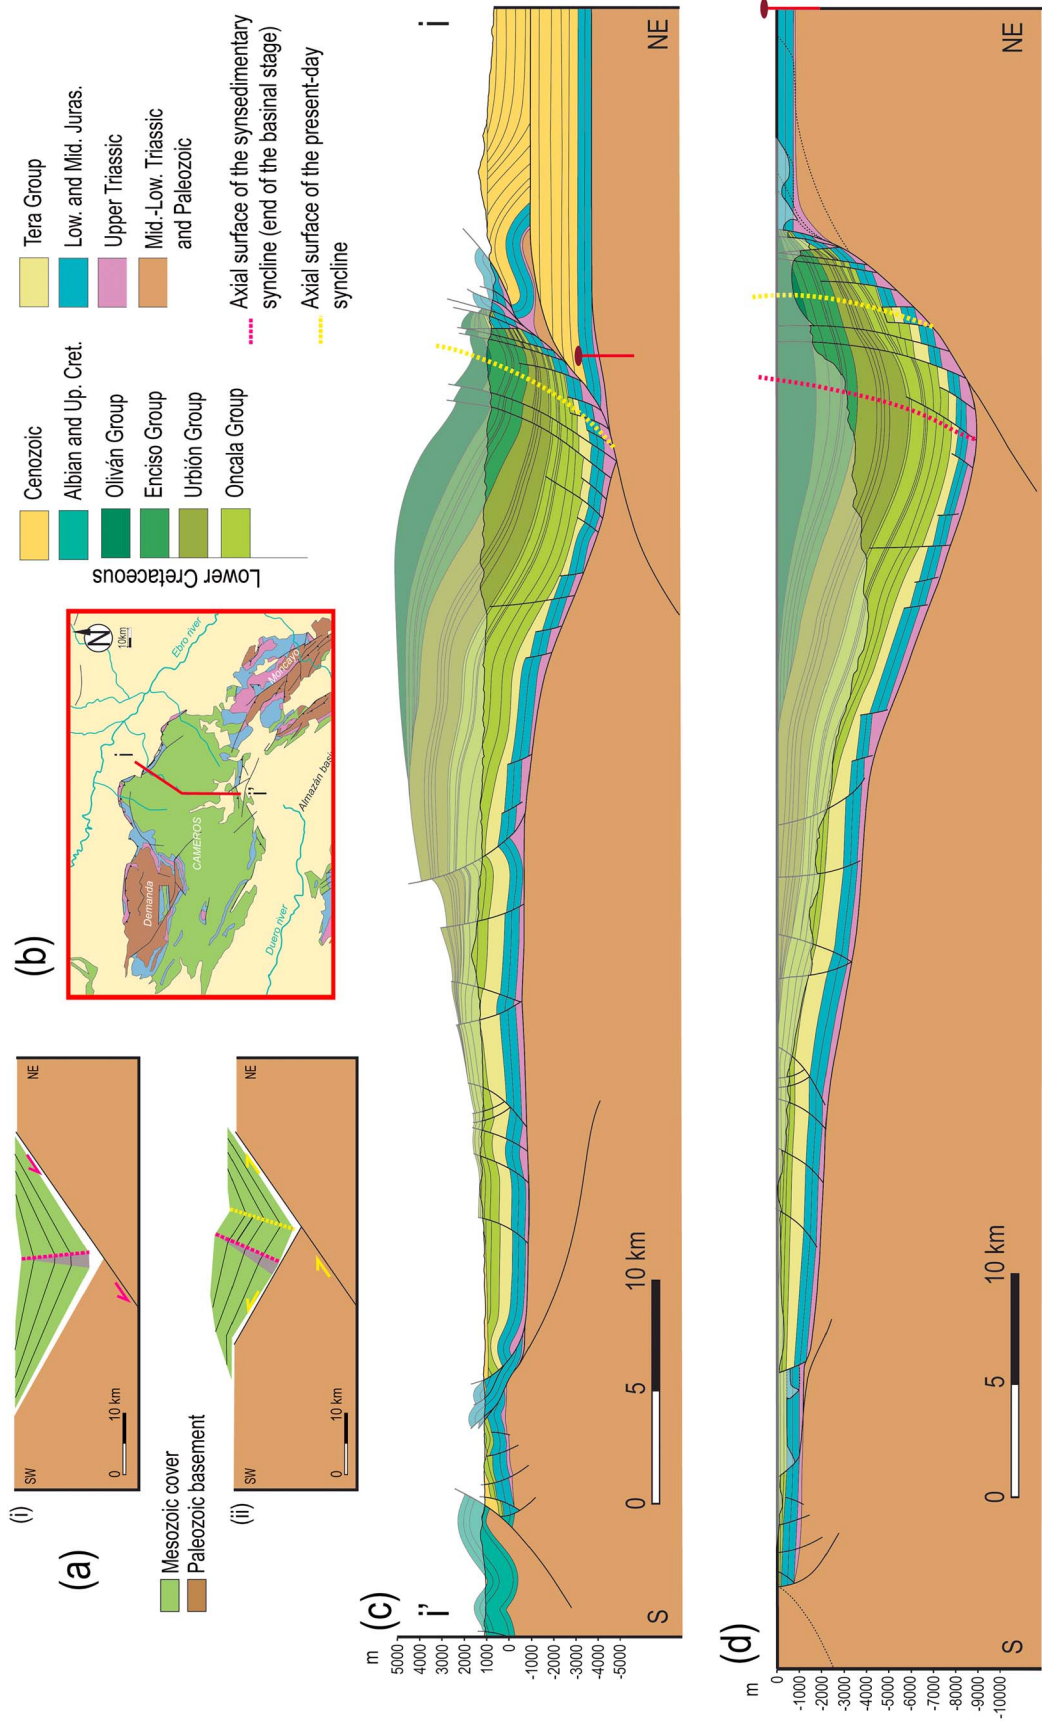 (a)
(i)
SW
NE
0
10 km
(ii)
SW
NE
0
10 km
Mesozoic cover
Paleozoic basement
(b)
N
10km
Ebro river
Demanda
CAMEROS
Moncayo
i
i'
Duero river
Almazán basi
Cenozoic
Albian and Up. Cret.
Oliván Group
Enciso Group
Urbión Group
Oncala Group
Lower Cretaceous
Tera Group
Low. and Mid. Juras.
Upper Triassic
Mid.-Low. Triassic
and Paleozoic
Axial surface of the synsedimentary
syncline (end of the basinal stage)
Axial surface of the present-day
syncline
(c)
i'
i
m
5000
4000
3000
2000
1000
0
-1000
-2000
-3000
-4000
-5000
S
NE
0
5
10 km
(d)
m
0
-1000
-2000
-3000
-4000
-5000
-6000
-7000
-8000
-9000
-10000
S
NE
0
5
10 km